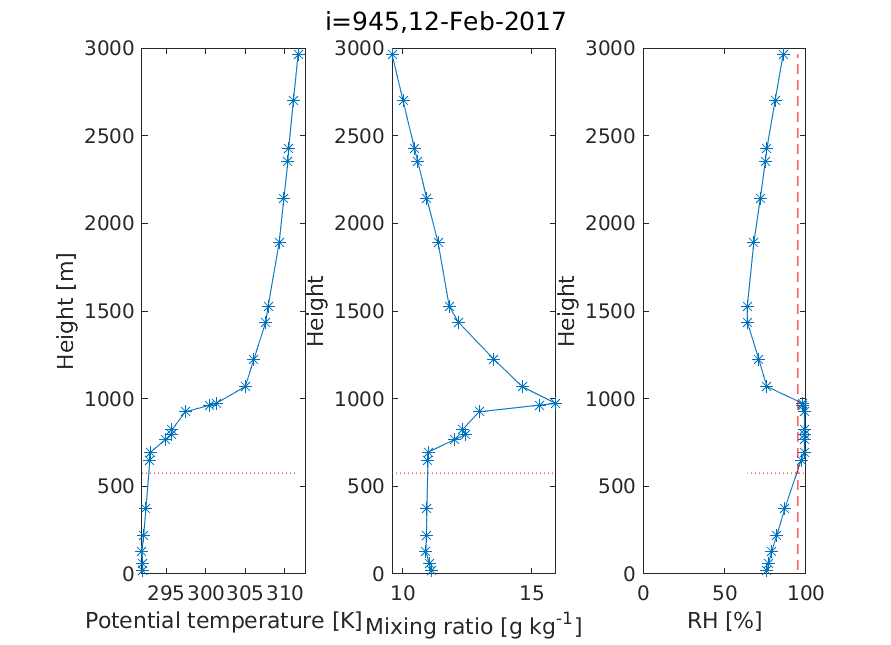 i=945,12-Feb-2017
3000
2500
2000
1500
1000
500
0
Height [m]
295 300 305 310
Potential temperature [K]
3000
2500
2000
1500
1000
500
0
Height
10 15
Mixing ratio [g kg-1]
3000
2500
2000
1500
1000
500
0
Height
0 50 100
RH [%]